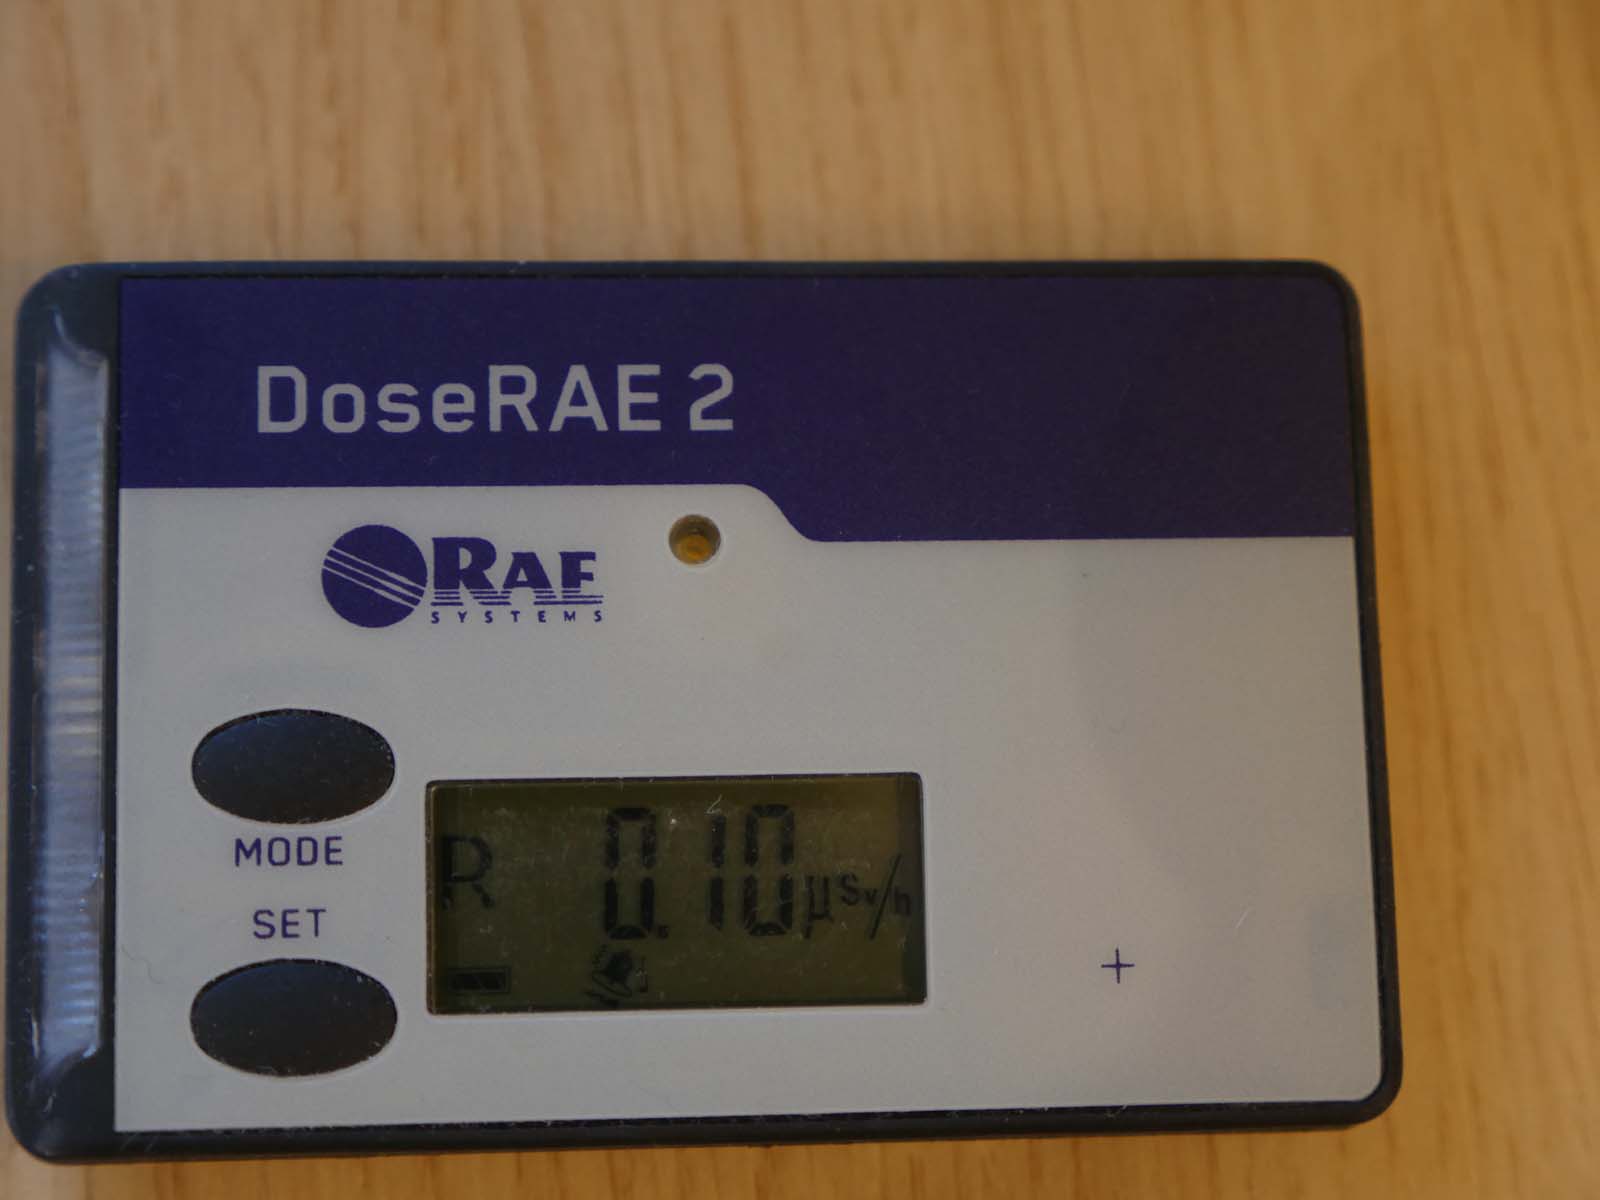 DoseRAE 2
RAE
SYSTEMS
MODE
SET
R 0.10 µSv/h
+